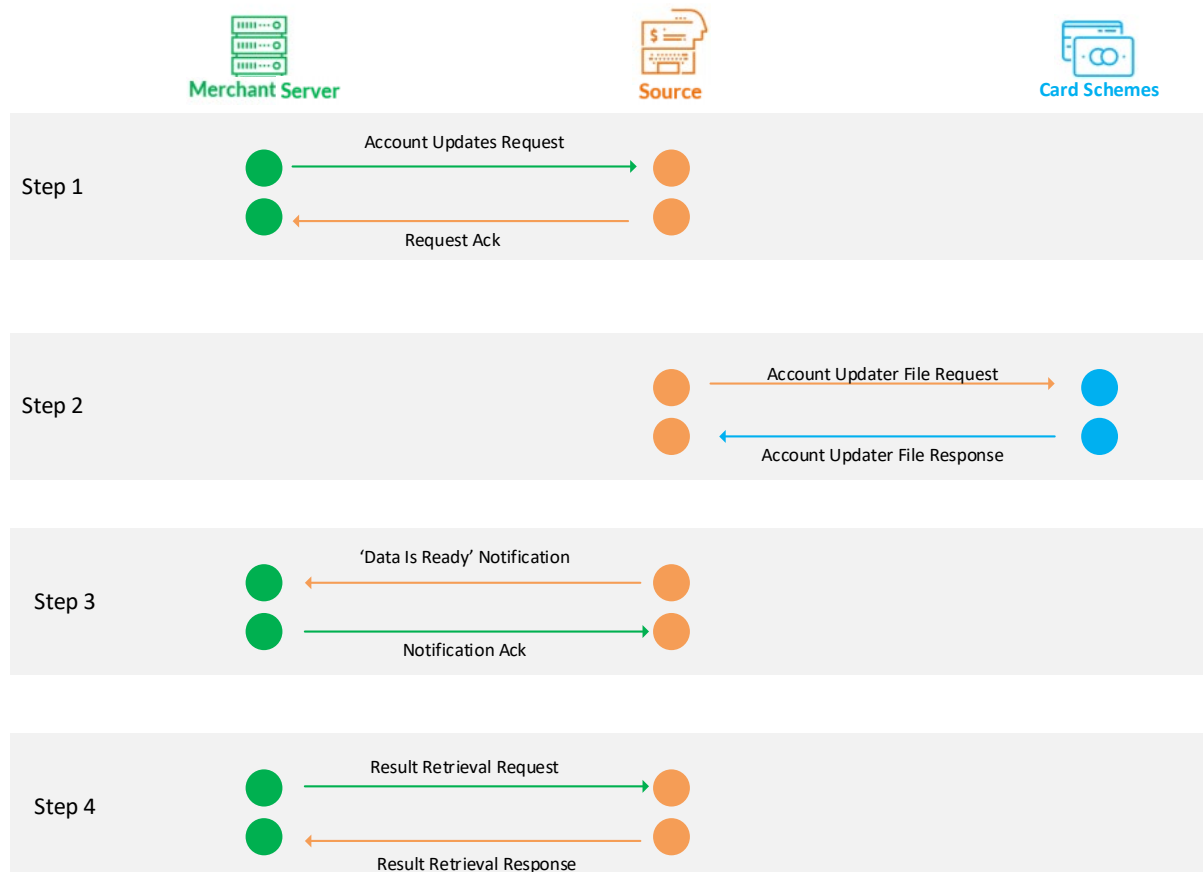 Merchant Server
Source
Card Schemes
Step 1
Account Updates Request
Request Ack
Step 2
Account Updater File Request
Account Updater File Response
Step 3
‘Data Is Ready’ Notification
Notification Ack
Step 4
Result Retrieval Request
Result Retrieval Response